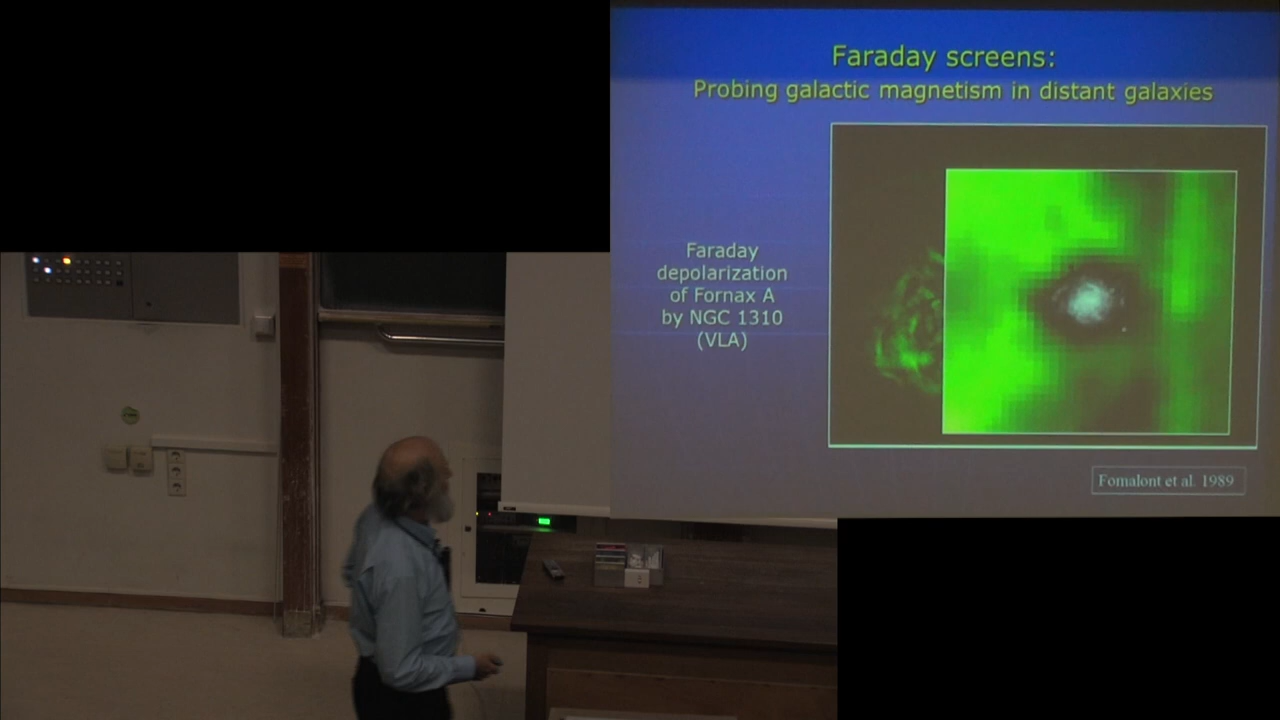 Faraday screens:
Probing galactic magnetism in distant galaxies
Faraday
depolarization
of Fornax A
by NGC 1310
(VLA)
Fomalont et al. 1989